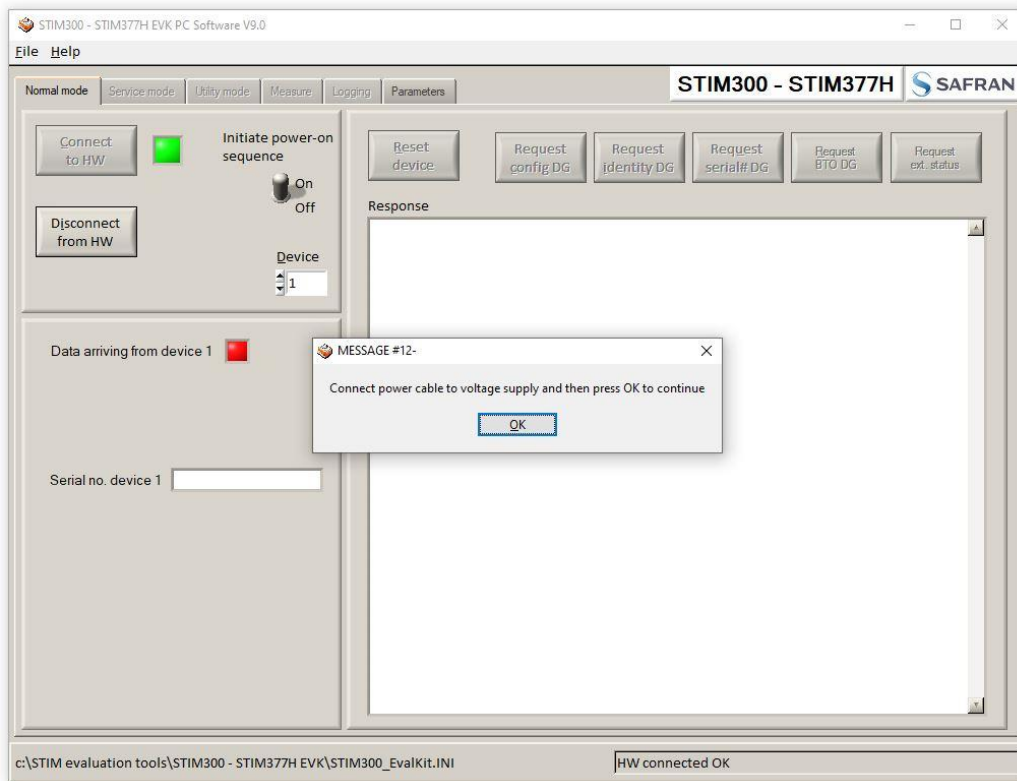 STIM300 - STIM377H EVK PC Software V9.0
File Help
Normal mode Service mode Utility mode Measure Logging Parameters
STIM300 - STIM377H SAFRAN
Connect
to HW
Initiate power-on
sequence
On
Off
Disconnect
from HW
Device
1
Reset
device
Request
config DG
Request
identity DG
Request
serial# DG
Request
BTO DG
Request
ext. status
Response
Data arriving from device 1
MESSAGE #12-
Connect power cable to voltage supply and then press OK to continue
OK
Serial no. device 1
c:\STIM evaluation tools\STIM300 - STIM377H EVK\STIM300_EvalKit.INI
HW connected OK